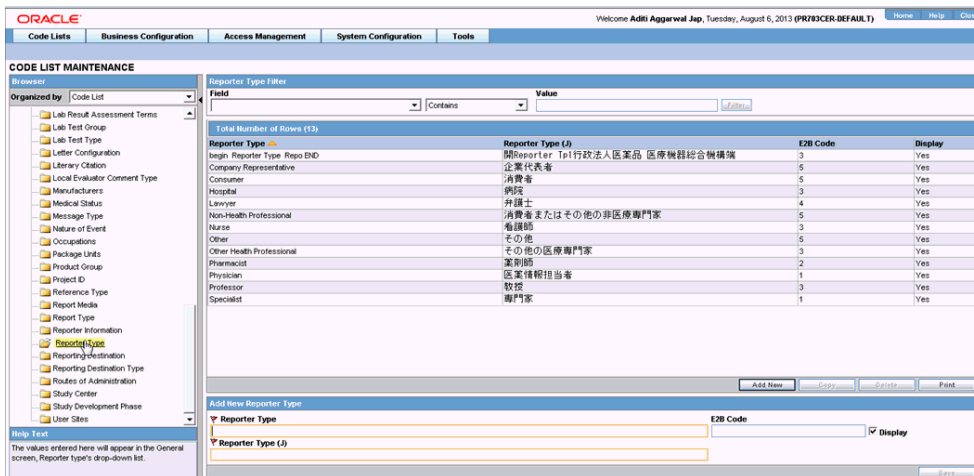 ORACLE
Welcome Aditi Aggarwal Jap, Tuesday, August 6, 2013 (PR703CER-DEFAULT) Home Help Clos
Code Lists Business Configuration Access Management System Configuration Tools
CODE LIST MAINTENANCE
Browser
Organized by Code List
Lab Result Assessment Terms
Lab Test Group
Lab Test Type
Letter Configuration
Literary Citation
Local Evaluator Comment Type
Manufacturers
Medical Status
Message Type
Nature of Event
Occupations
Package Units
Product Group
Project ID
Reference Type
Report Media
Report Type
Reporter Information
Reporter Type
Reporting Destination
Reporting Destination Type
Routes of Administration
Study Center
Study Development Phase
User Sites
Help Text
The values entered here will appear in the General
screen, Reporter type's drop-down list.
Reporter Type Filter
Field Value
Contains Filter
Total Number of Rows (13)
Reporter Type Reporter Type (J) E2B Code Display
begin Reporter Type Repo END 開Reporter Tp1行政法人医薬品 医療機器総合機構端 3 Yes
Company Representative 企業代表者 5 Yes
Consumer 消費者 5 Yes
Hospital 病院 3 Yes
Lawyer 弁護士 4 Yes
Non-Health Professional 消費者またはその他の非医療専門家 5 Yes
Nurse 看護師 3 Yes
Other その他 5 Yes
Other Health Professional その他の医療専門家 3 Yes
Pharmacist 薬剤師 2 Yes
Physician 医薬情報担当者 1 Yes
Professor 教授 3 Yes
Specialist 専門家 1 Yes
Add New Copy Delete Print
Add New Reporter Type
Reporter Type E2B Code
Display
Reporter Type (J)
Save